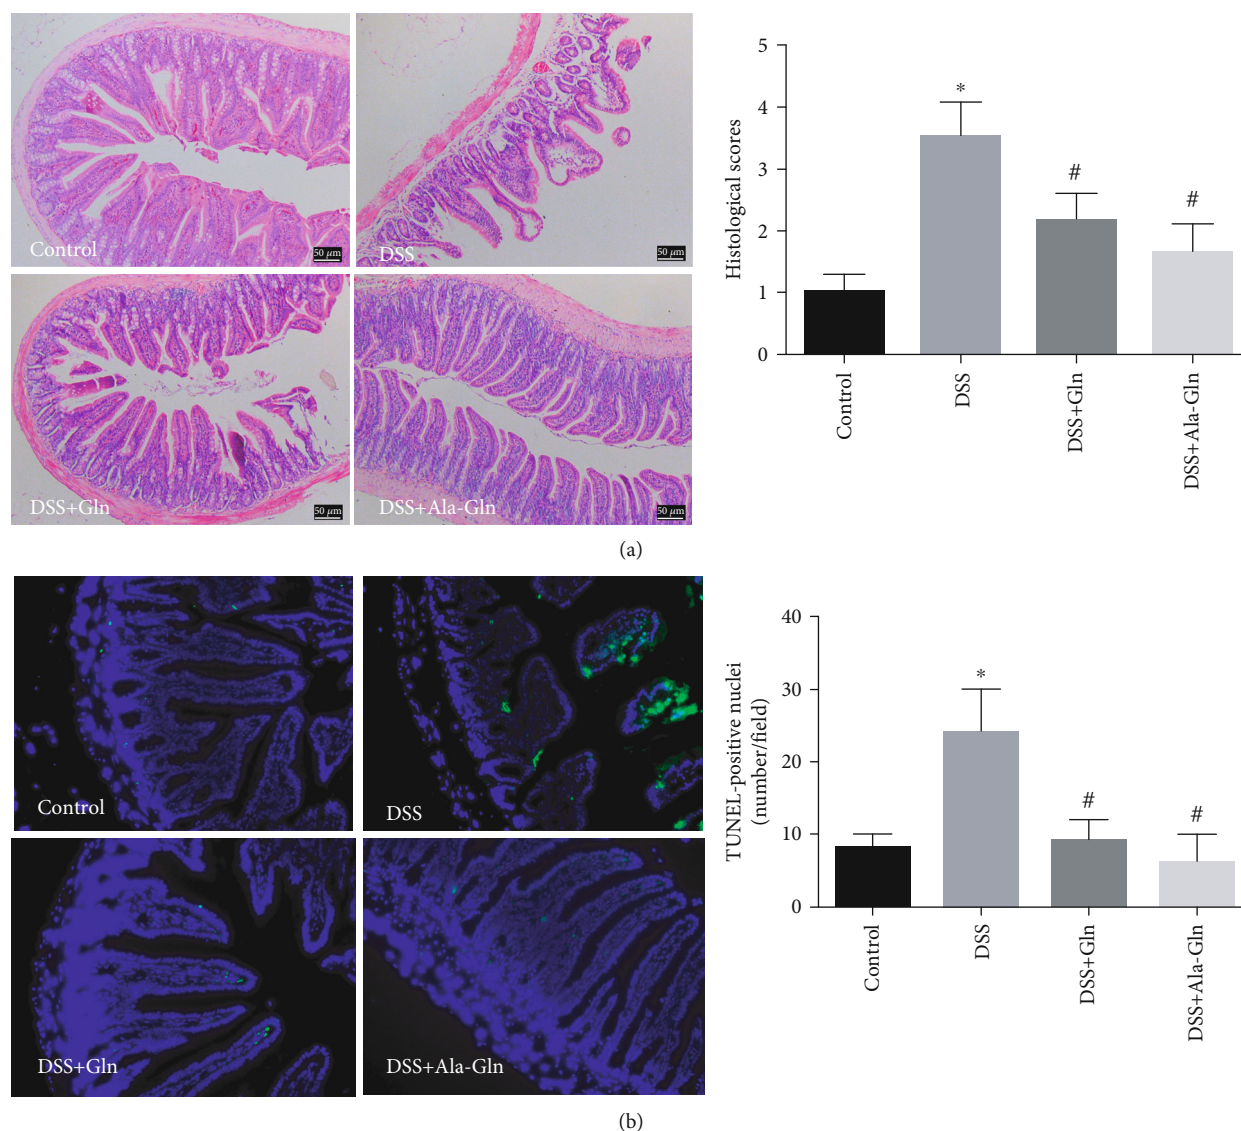 Control
50 μm
DSS
50 μm
DSS+Gln
50 μm
DSS+Ala-Gln
50 μm
Histological scores
5
4
3
2
1
0
*
#
#
Control
DSS
DSS+Gln
DSS+Ala-Gln
(a)
Control
DSS
DSS+Gln
DSS+Ala-Gln
TUNEL-positive nuclei
(number/field)
40
30
20
10
0
*
#
#
Control
DSS
DSS+Gln
DSS+Ala-Gln
(b)